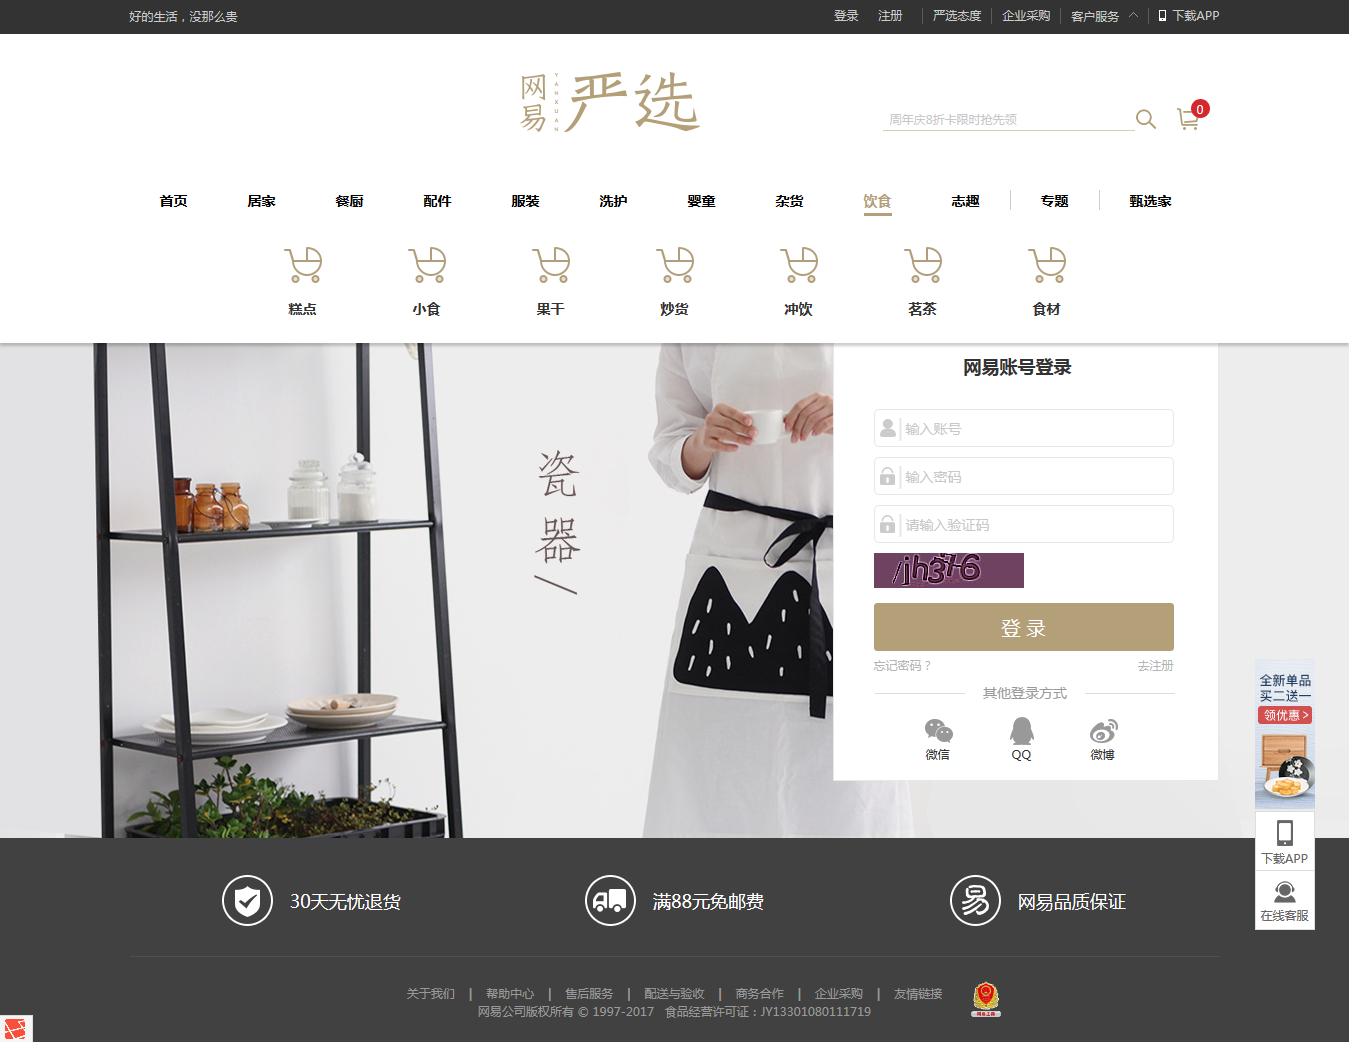 好的生活，没那么贵
登录 注册 严选态度 企业采购 客户服务 下载APP
网易 YANXUAN 严选
周年庆8折卡限时抢先领
0
首页 居家 餐厨 配件 服装 洗护 婴童 杂货 饮食 志趣 专题 甄选家
糕点 小食 果干 炒货 冲饮 茗茶 食材
网易账号登录
瓷器/
输入账号
输入密码
请输入验证码
登 录
忘记密码？ 去注册
其他登录方式
微信 QQ 微博
全新单品
买二送一
领优惠 >
下载APP
在线客服
30天无忧退货 满88元免邮费 易 网易品质保证
关于我们 | 帮助中心 | 售后服务 | 配送与验收 | 商务合作 | 企业采购 | 友情链接
网易公司版权所有 © 1997-2017 食品经营许可证：JY13301080111719